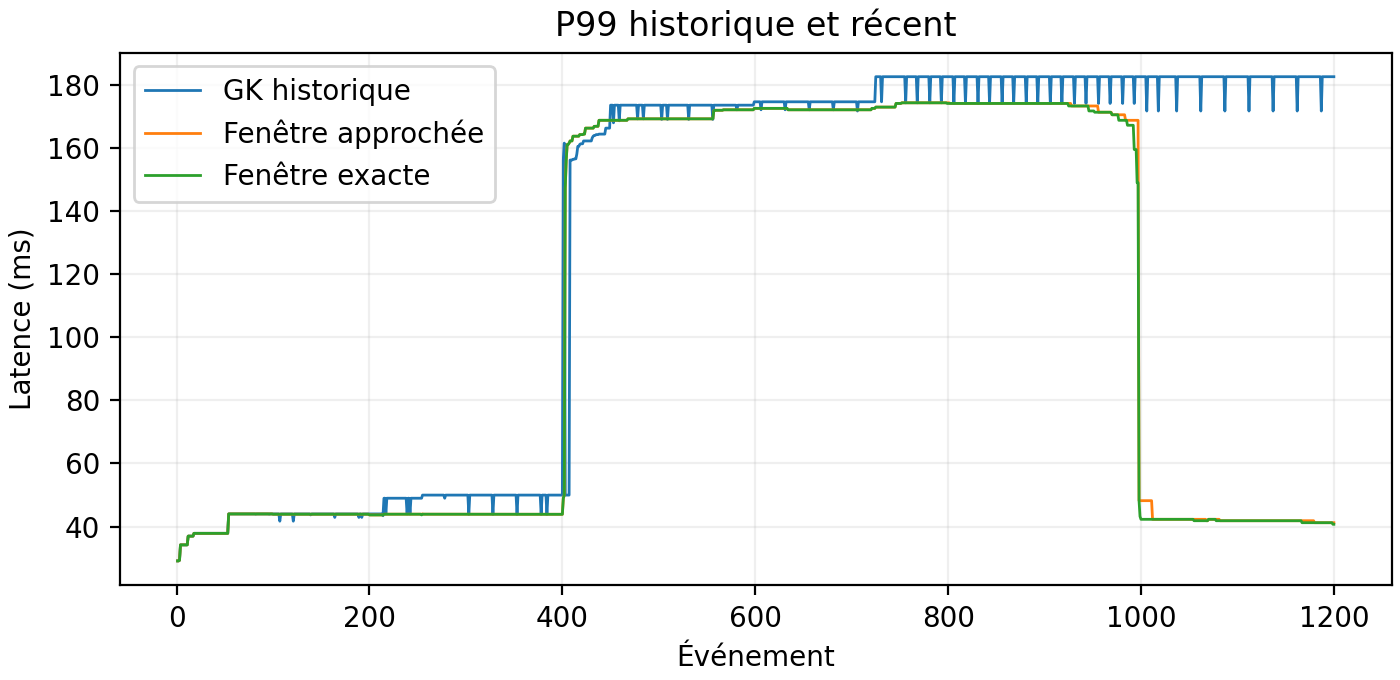 P99 historique et récent
GK historique
Fenêtre approchée
Fenêtre exacte
Latence (ms)
180
160
140
120
100
80
60
40
0 200 400 600 800 1000 1200
Événement